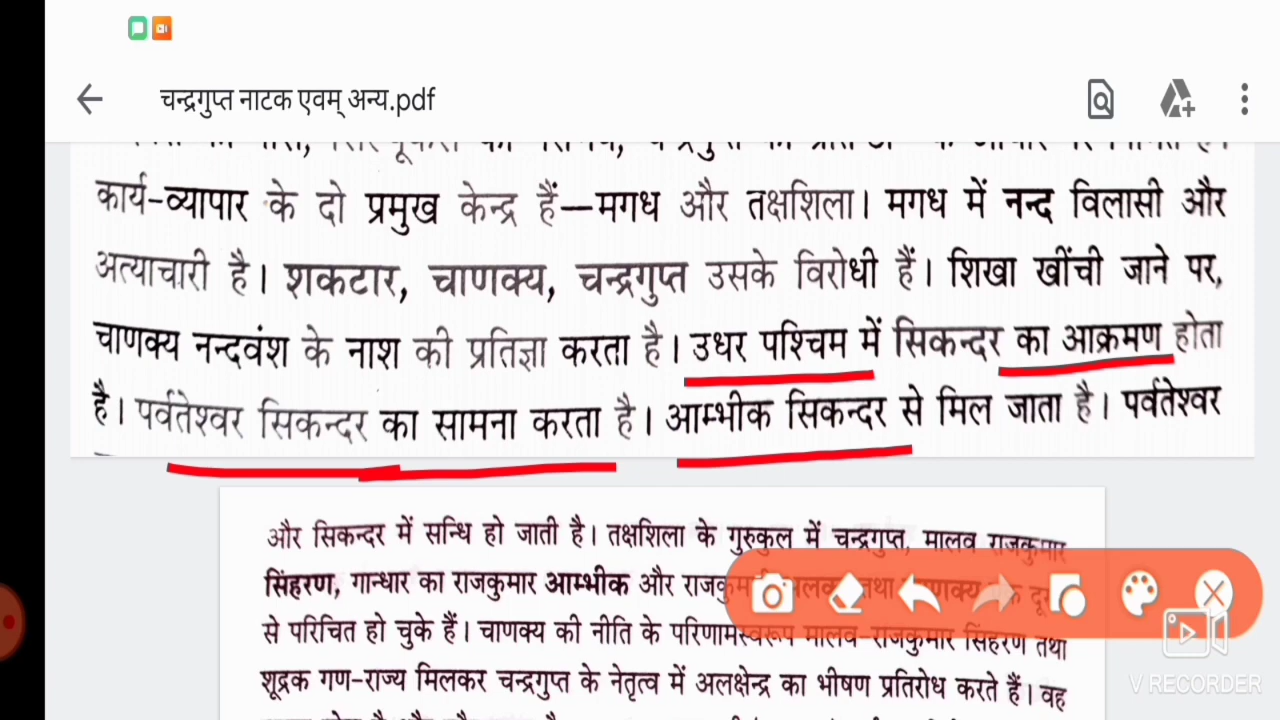 चन्द्रगुप्त नाटक एवम् अन्य.pdf
कार्य-व्यापार के दो प्रमुख केन्द्र हैं—मगध और तक्षशिला। मगध में नन्द विलासी और
अत्याचारी है। शकटार, चाणक्य, चन्द्रगुप्त उसके विरोधी हैं। शिखा खींची जाने पर,
चाणक्य नन्दवंश के नाश की प्रतिज्ञा करता है। उधर पश्चिम में सिकन्दर का आक्रमण होता
है। पर्वतेश्वर सिकन्दर का सामना करता है। आम्भीक सिकन्दर से मिल जाता है। पर्वतेश्वर
और सिकन्दर में सन्धि हो जाती है। तक्षशिला के गुरुकुल में चन्द्रगुप्त, मालव राजकुमार
सिंहरण, गान्धार का राजकुमार आम्भीक और तथा
से परिचित हो चुके हैं। चाणक्य की नीति के परिणामस्वरूप मालव-राजकुमार सिंहरण तथा
शूद्रक गण-राज्य मिलकर चन्द्रगुप्त के नेतृत्व में अलक्षेन्द्र का भीषण प्रतिरोध करते हैं। वह
V RECORDER